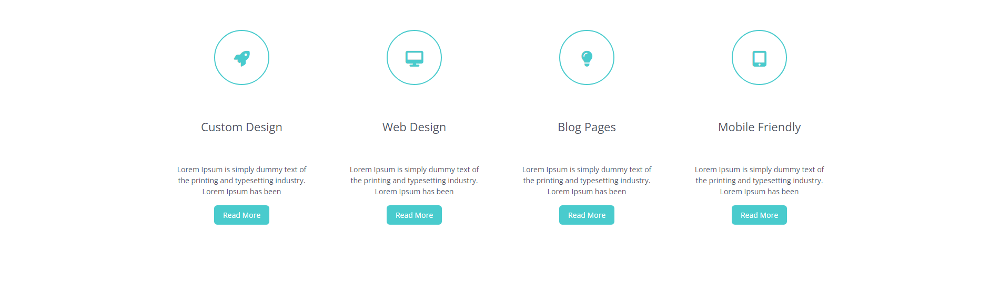 Custom Design
Lorem Ipsum is simply dummy text of
the printing and typesetting industry.
Lorem Ipsum has been
Read More
Web Design
Lorem Ipsum is simply dummy text of
the printing and typesetting industry.
Lorem Ipsum has been
Read More
Blog Pages
Lorem Ipsum is simply dummy text of
the printing and typesetting industry.
Lorem Ipsum has been
Read More
Mobile Friendly
Lorem Ipsum is simply dummy text of
the printing and typesetting industry.
Lorem Ipsum has been
Read More